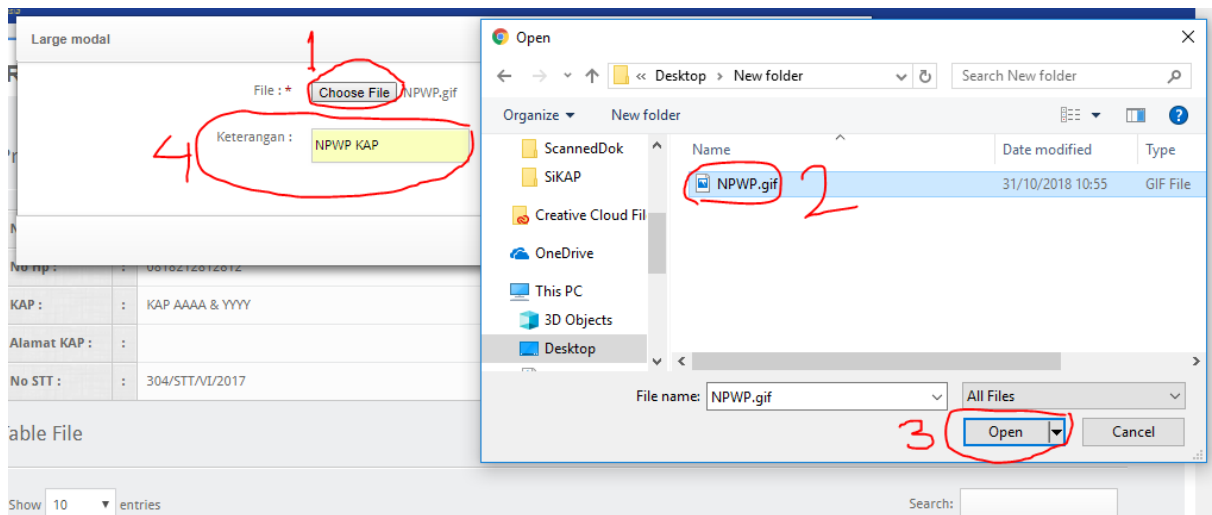 Large modal
1
File : *
Choose File
NPWP.gif
Keterangan :
NPWP KAP
4
No Hp :
:
0818212812812
KAP :
:
KAP AAAA & YYYY
Alamat KAP :
:
No STT :
:
304/STT/VI/2017
able File
Show 10 entries
Search:
Open
« Desktop › New folder
Search New folder
Organize
New folder
ScannedDok
SiKAP
Creative Cloud Fil
OneDrive
This PC
3D Objects
Desktop
Name
Date modified
Type
NPWP.gif
2
31/10/2018 10:55
GIF File
File name:
NPWP.gif
All Files
3
Open
Cancel